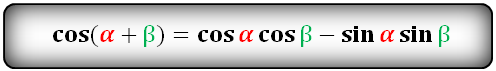 cos(α + β) = cos α cos β − sin α sin β